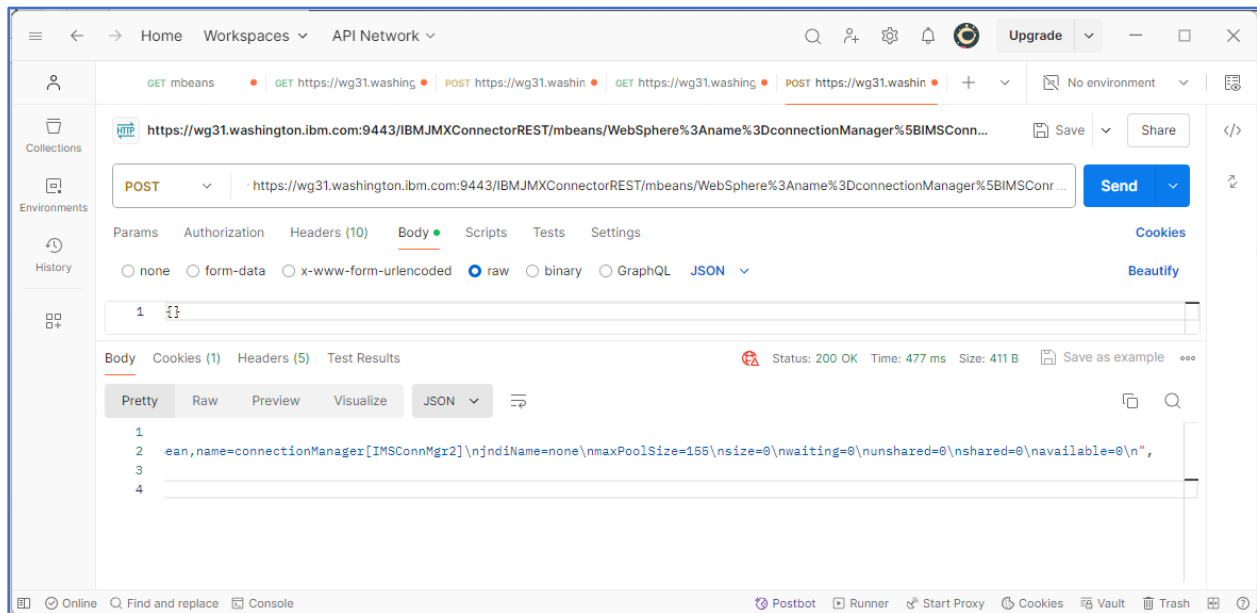 Home Workspaces API Network Upgrade
GET mbeans GET https://wg31.washing POST https://wg31.washin GET https://wg31.washing POST https://wg31.washin No environment
HTTP https://wg31.washington.ibm.com:9443/IBMJMXConnectorREST/mbeans/WebSphere%3Aname%3DconnectionManager%5BIMSConn... Save Share
Collections
POST https://wg31.washington.ibm.com:9443/IBMJMXConnectorREST/mbeans/WebSphere%3Aname%3DconnectionManager%5BIMSConr... Send
Environments
Params Authorization Headers (10) Body Scripts Tests Settings Cookies
History
none form-data x-www-form-urlencoded raw binary GraphQL JSON Beautify
1 {}
Body Cookies (1) Headers (5) Test Results Status: 200 OK Time: 477 ms Size: 411 B Save as example
Pretty Raw Preview Visualize JSON
1
2 ean,name=connectionManager[IMSConnMgr2]\njndiName=none\nmaxPoolSize=155\nsize=0\nwaiting=0\nunshared=0\nshared=0\navailable=0\n",
3
4
Online Find and replace Console Postbot Runner Start Proxy Cookies Vault Trash